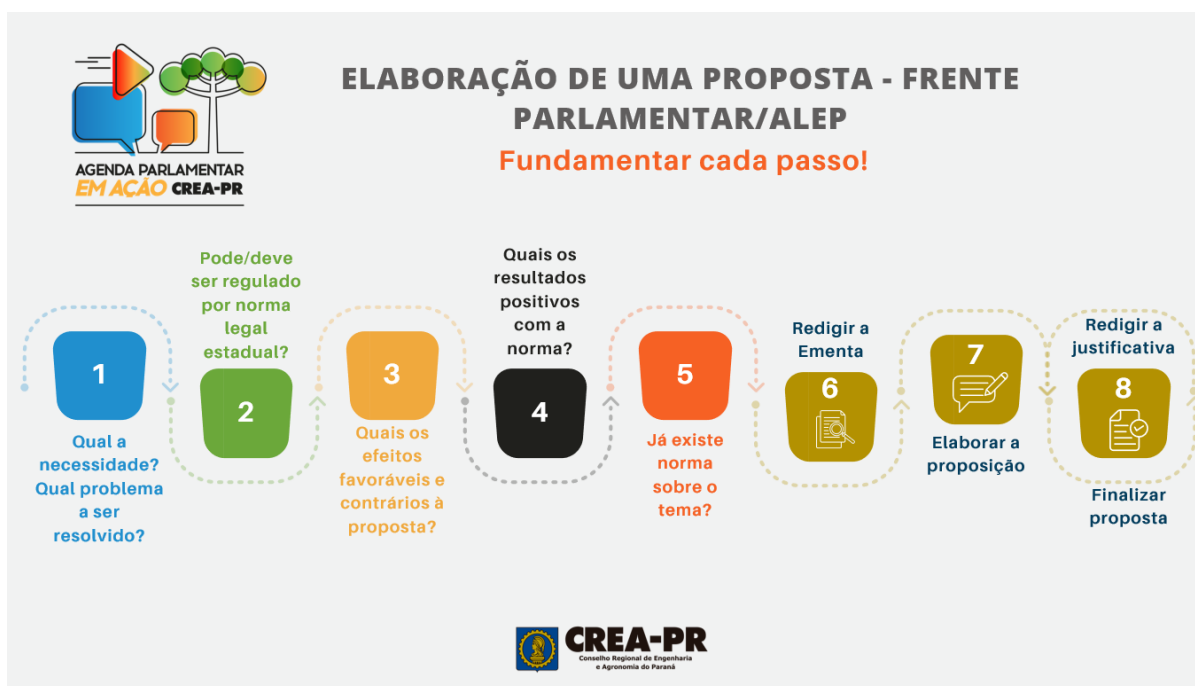 AGENDA PARLAMENTAR
EM AÇÃO CREA-PR
ELABORAÇÃO DE UMA PROPOSTA - FRENTE
PARLAMENTAR/ALEP
Fundamentar cada passo!
1
Qual a
necessidade?
Qual problema
a ser
resolvido?
Pode/deve
ser regulado
por norma
legal
estadual?
2
3
Quais os
efeitos
favoráveis e
contrários à
proposta?
Quais os
resultados
positivos
com a
norma?
4
5
Já existe
norma
sobre o
tema?
Redigir a
Ementa
6
7
Elaborar a
proposição
Redigir a
justificativa
8
Finalizar
proposta
CREA-PR
Conselho Regional de Engenharia
e Agronomia do Paraná